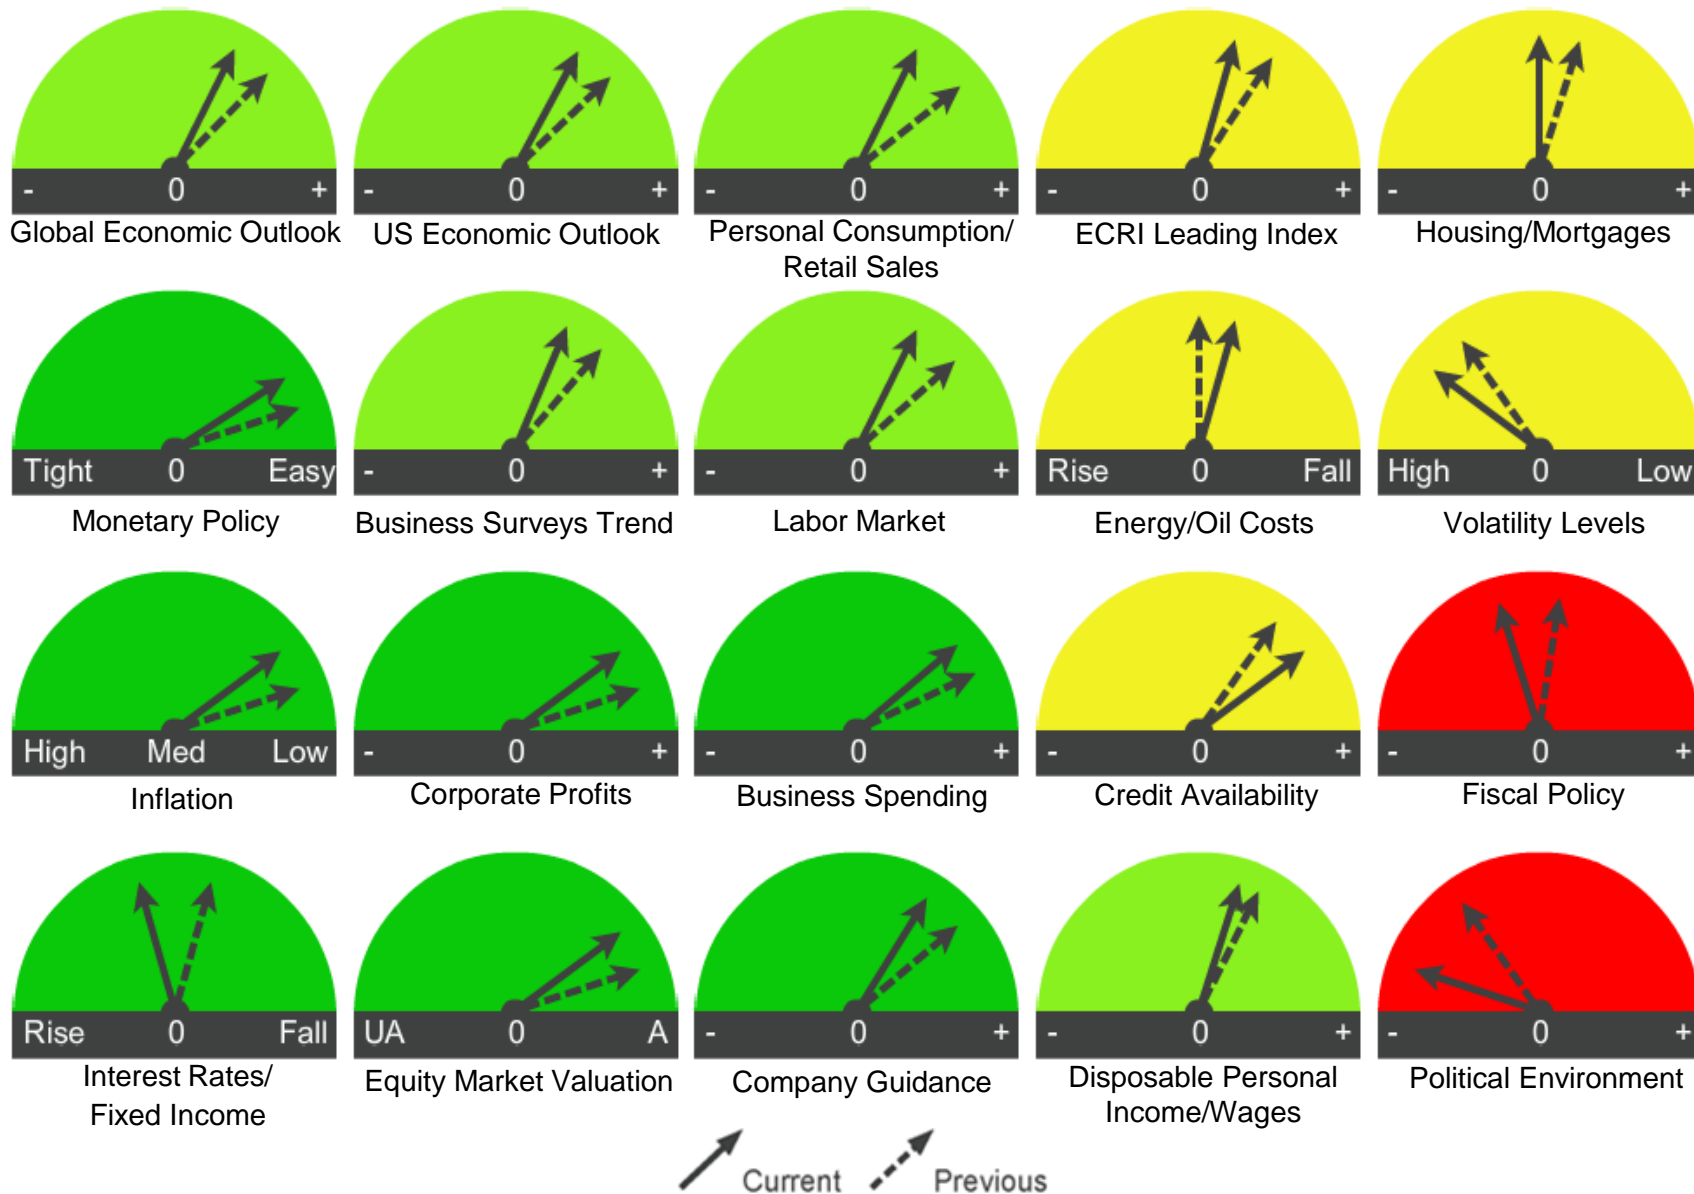 - 0 +
- 0 +
- 0 +
- 0 +
- 0 +
Global Economic Outlook
US Economic Outlook
Personal Consumption/
Retail Sales
ECRI Leading Index
Housing/Mortgages
Tight 0 Easy
- 0 +
- 0 +
Rise 0 Fall
High 0 Low
Monetary Policy
Business Surveys Trend
Labor Market
Energy/Oil Costs
Volatility Levels
High Med Low
- 0 +
- 0 +
- 0 +
- 0 +
Inflation
Corporate Profits
Business Spending
Credit Availability
Fiscal Policy
Rise 0 Fall
UA 0 A
- 0 +
- 0 +
- 0 +
Interest Rates/
Fixed Income
Equity Market Valuation
Company Guidance
Disposable Personal
Income/Wages
Political Environment
Current
Previous